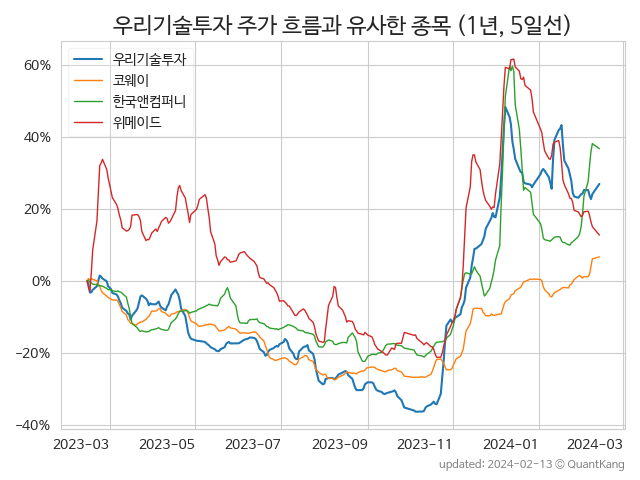 우리기술투자 주가 흐름과 유사한 종목 (1년, 5일선)
우리기술투자
코웨이
한국앤컴퍼니
위메이드
60%
40%
20%
0%
−20%
−40%
2023−03
2023−05
2023−07
2023−09
2023−11
2024−01
2024−03
updated: 2024-02-13 © QuantKang